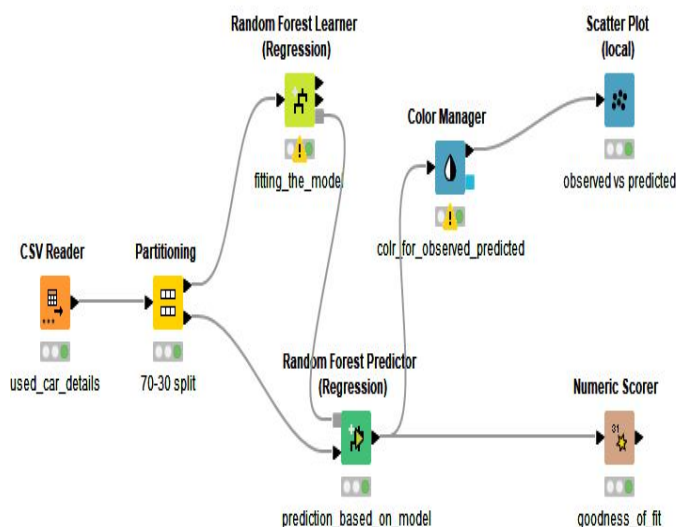 Random Forest Learner
(Regression)
fitting_the_model
Scatter Plot
(local)
observed vs predicted
Color Manager
colr_for_observed_predicted
CSV Reader
used_car_details
Partitioning
70-30 split
Random Forest Predictor
(Regression)
prediction_based_on_model
Numeric Scorer
31
goodness_of_fit